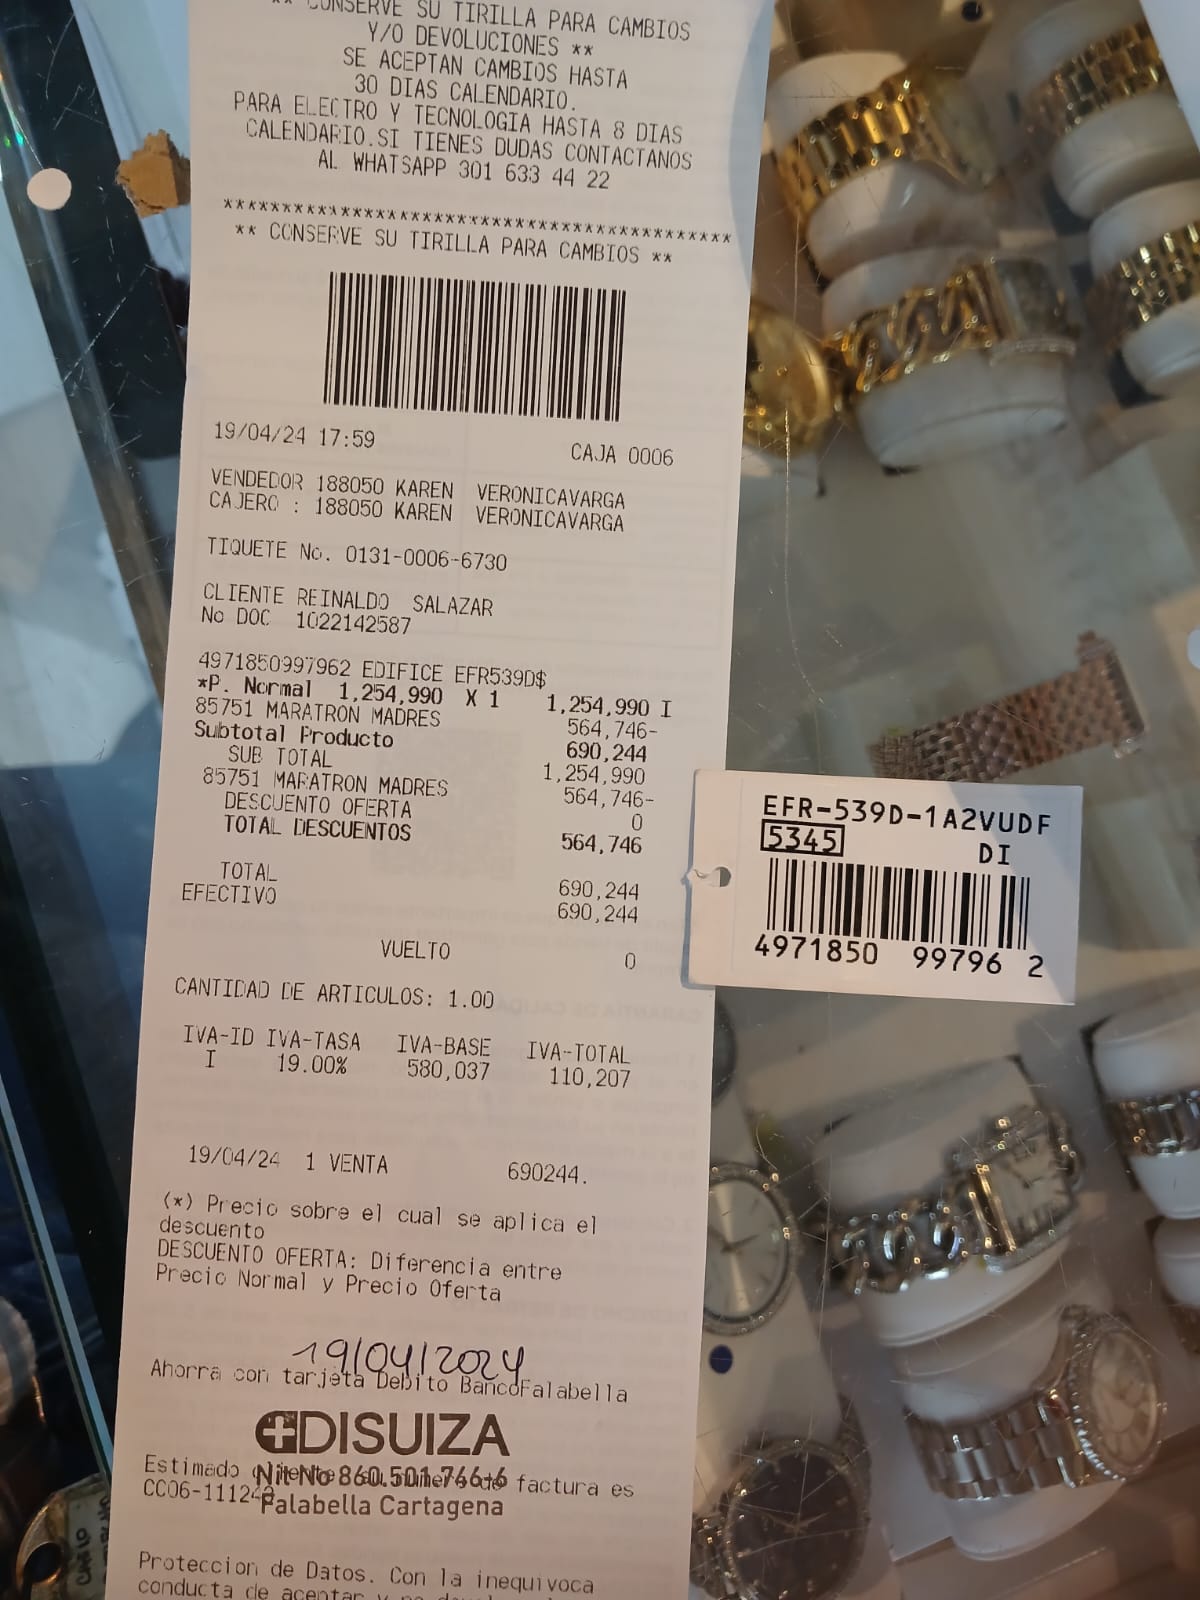 ** CONSERVE SU TIRILLA PARA CAMBIOS
Y/O DEVOLUCIONES **
SE ACEPTAN CAMBIOS HASTA
30 DIAS CALENDARIO.
PARA ELECTRO Y TECNOLOGIA HASTA 8 DIAS
CALENDARIO.SI TIENES DUDAS CONTACTANOS
AL WHATSAPP 301 633 44 22
*******************************************
** CONSERVE SU TIRILLA PARA CAMBIOS **
19/04/24 17:59 CAJA 0006
VENDEDOR 188050 KAREN VERONICAVARGA
CAJERO : 188050 KAREN VERONICAVARGA
TIQUETE No. 0131-0006-6730
CLIENTE REINALDO SALAZAR
No DOC 1022142587
4971850997962 EDIFICE EFR539D$
*P. Normal 1,254,990 X 1 1,254,990 I
85751 MARATRON MADRES 564,746-
Subtotal Producto 690,244
SUB TOTAL 1,254,990
85751 MARATRON MADRES 564,746-
DESCUENTO OFERTA 0
TOTAL DESCUENTOS 564,746
TOTAL 690,244
EFECTIVO 690,244
VUELTO 0
CANTIDAD DE ARTICULOS: 1.00
IVA-ID IVA-TASA IVA-BASE IVA-TOTAL
I 19.00% 580,037 110,207
19/04/24 1 VENTA 690244.
(*) Precio sobre el cual se aplica el
descuento
DESCUENTO OFERTA: Diferencia entre
Precio Normal y Precio Oferta
19/04/2024
Ahorra con tarjeta Debito BancoFalabella
DISUIZA
Estimado factura es
Nit No 860.501.746-6
CC06-11124
Falabella Cartagena
Proteccion de Datos. Con la inequivoca
conducta de aceptar
EFR-539D-1A2VUDF
5345 DI
4971850 99796 2